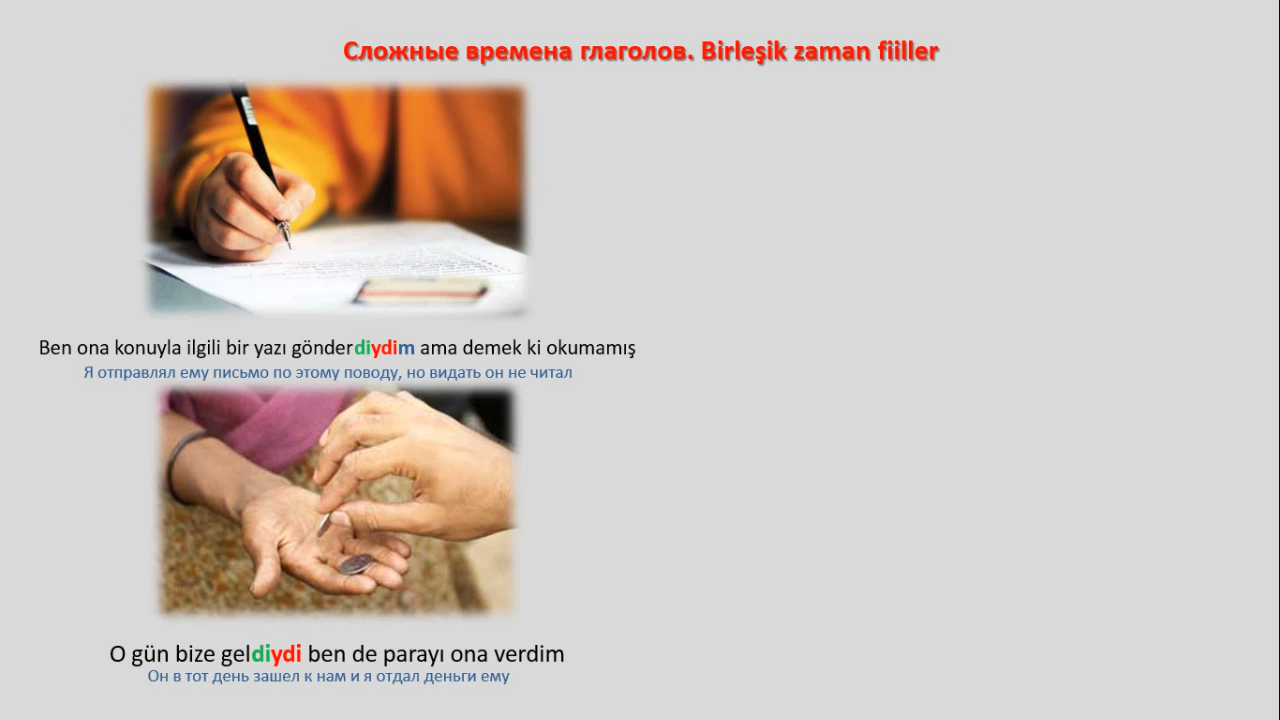 Сложные времена глаголов. Birleşik zaman fiiller
Ben ona konuyla ilgili bir yazı gönderdiydim ama demek ki okumamış
Я отправлял ему письмо по этому поводу, но видать он не читал
O gün bize geldiydi ben de parayı ona verdim
Он в тот день зашел к нам и я отдал деньги ему